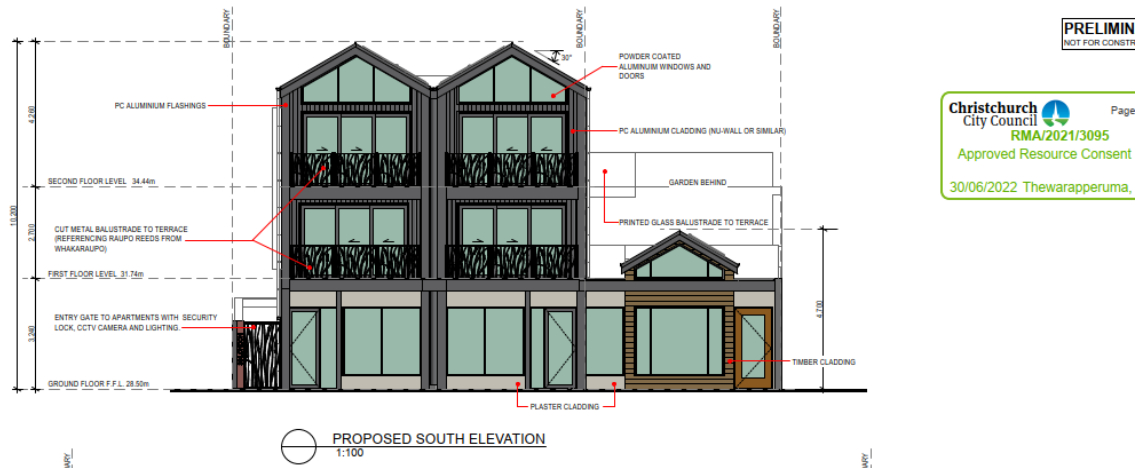 BOUNDARY
BOUNDARY
BOUNDARY
PRELIMIN
NOT FOR CONSTR
30°
POWDER COATED
ALUMINUIM WINDOWS AND
DOORS
PC ALUMINIUM FLASHINGS
4.260
Christchurch
City Council
Page
RMA/2021/3095
Approved Resource Consent
30/06/2022 Thewarapperuma,
PC ALUMINIUM CLADDING (NU-WALL OR SIMILAR)
SECOND FLOOR LEVEL 34.44m
GARDEN BEHIND
10.200
2.700
CUT METAL BALUSTRADE TO TERRACE
(REFERENCING RAUPO REEDS FROM
WHAKARAUPO)
PRINTED GLASS BALUSTRADE TO TERRACE
FIRST FLOOR LEVEL 31.74m
ENTRY GATE TO APARTMENTS WITH SECURITY
LOCK, CCTV CAMERA AND LIGHTING.
3.240
4.700
TIMBER CLADDING
GROUND FLOOR F.F.L. 28.50m
PLASTER CLADDING
PROPOSED SOUTH ELEVATION
1:100